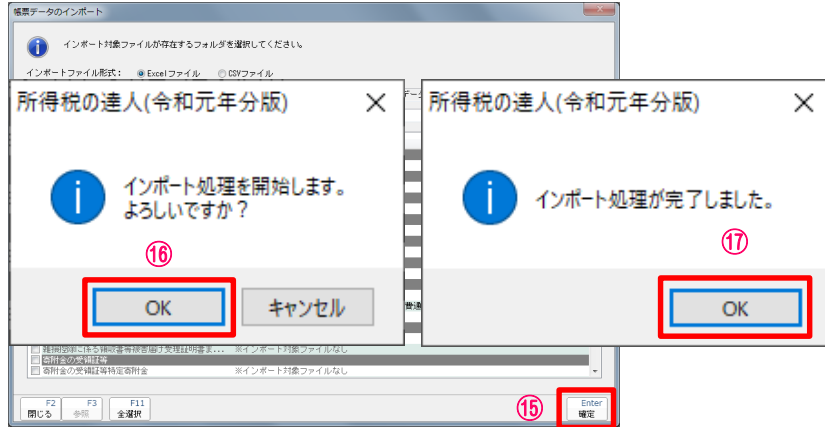 帳票データのインポート
インポート対象ファイルが存在するフォルダを選択してください。
インポートファイル形式： Excelファイル CSVファイル
所得税の達人(令和元年分版)
インポート処理を開始します。
よろしいですか？
⑯
OK キャンセル
所得税の達人(令和元年分版)
インポート処理が完了しました。
⑰
OK
※インポート対象ファイルなし
寄附金の受領証等
寄附金の受領証等特定寄附金 ※インポート対象ファイルなし
F2 F3 F11
閉じる 参照 全選択
⑮
Enter
確定